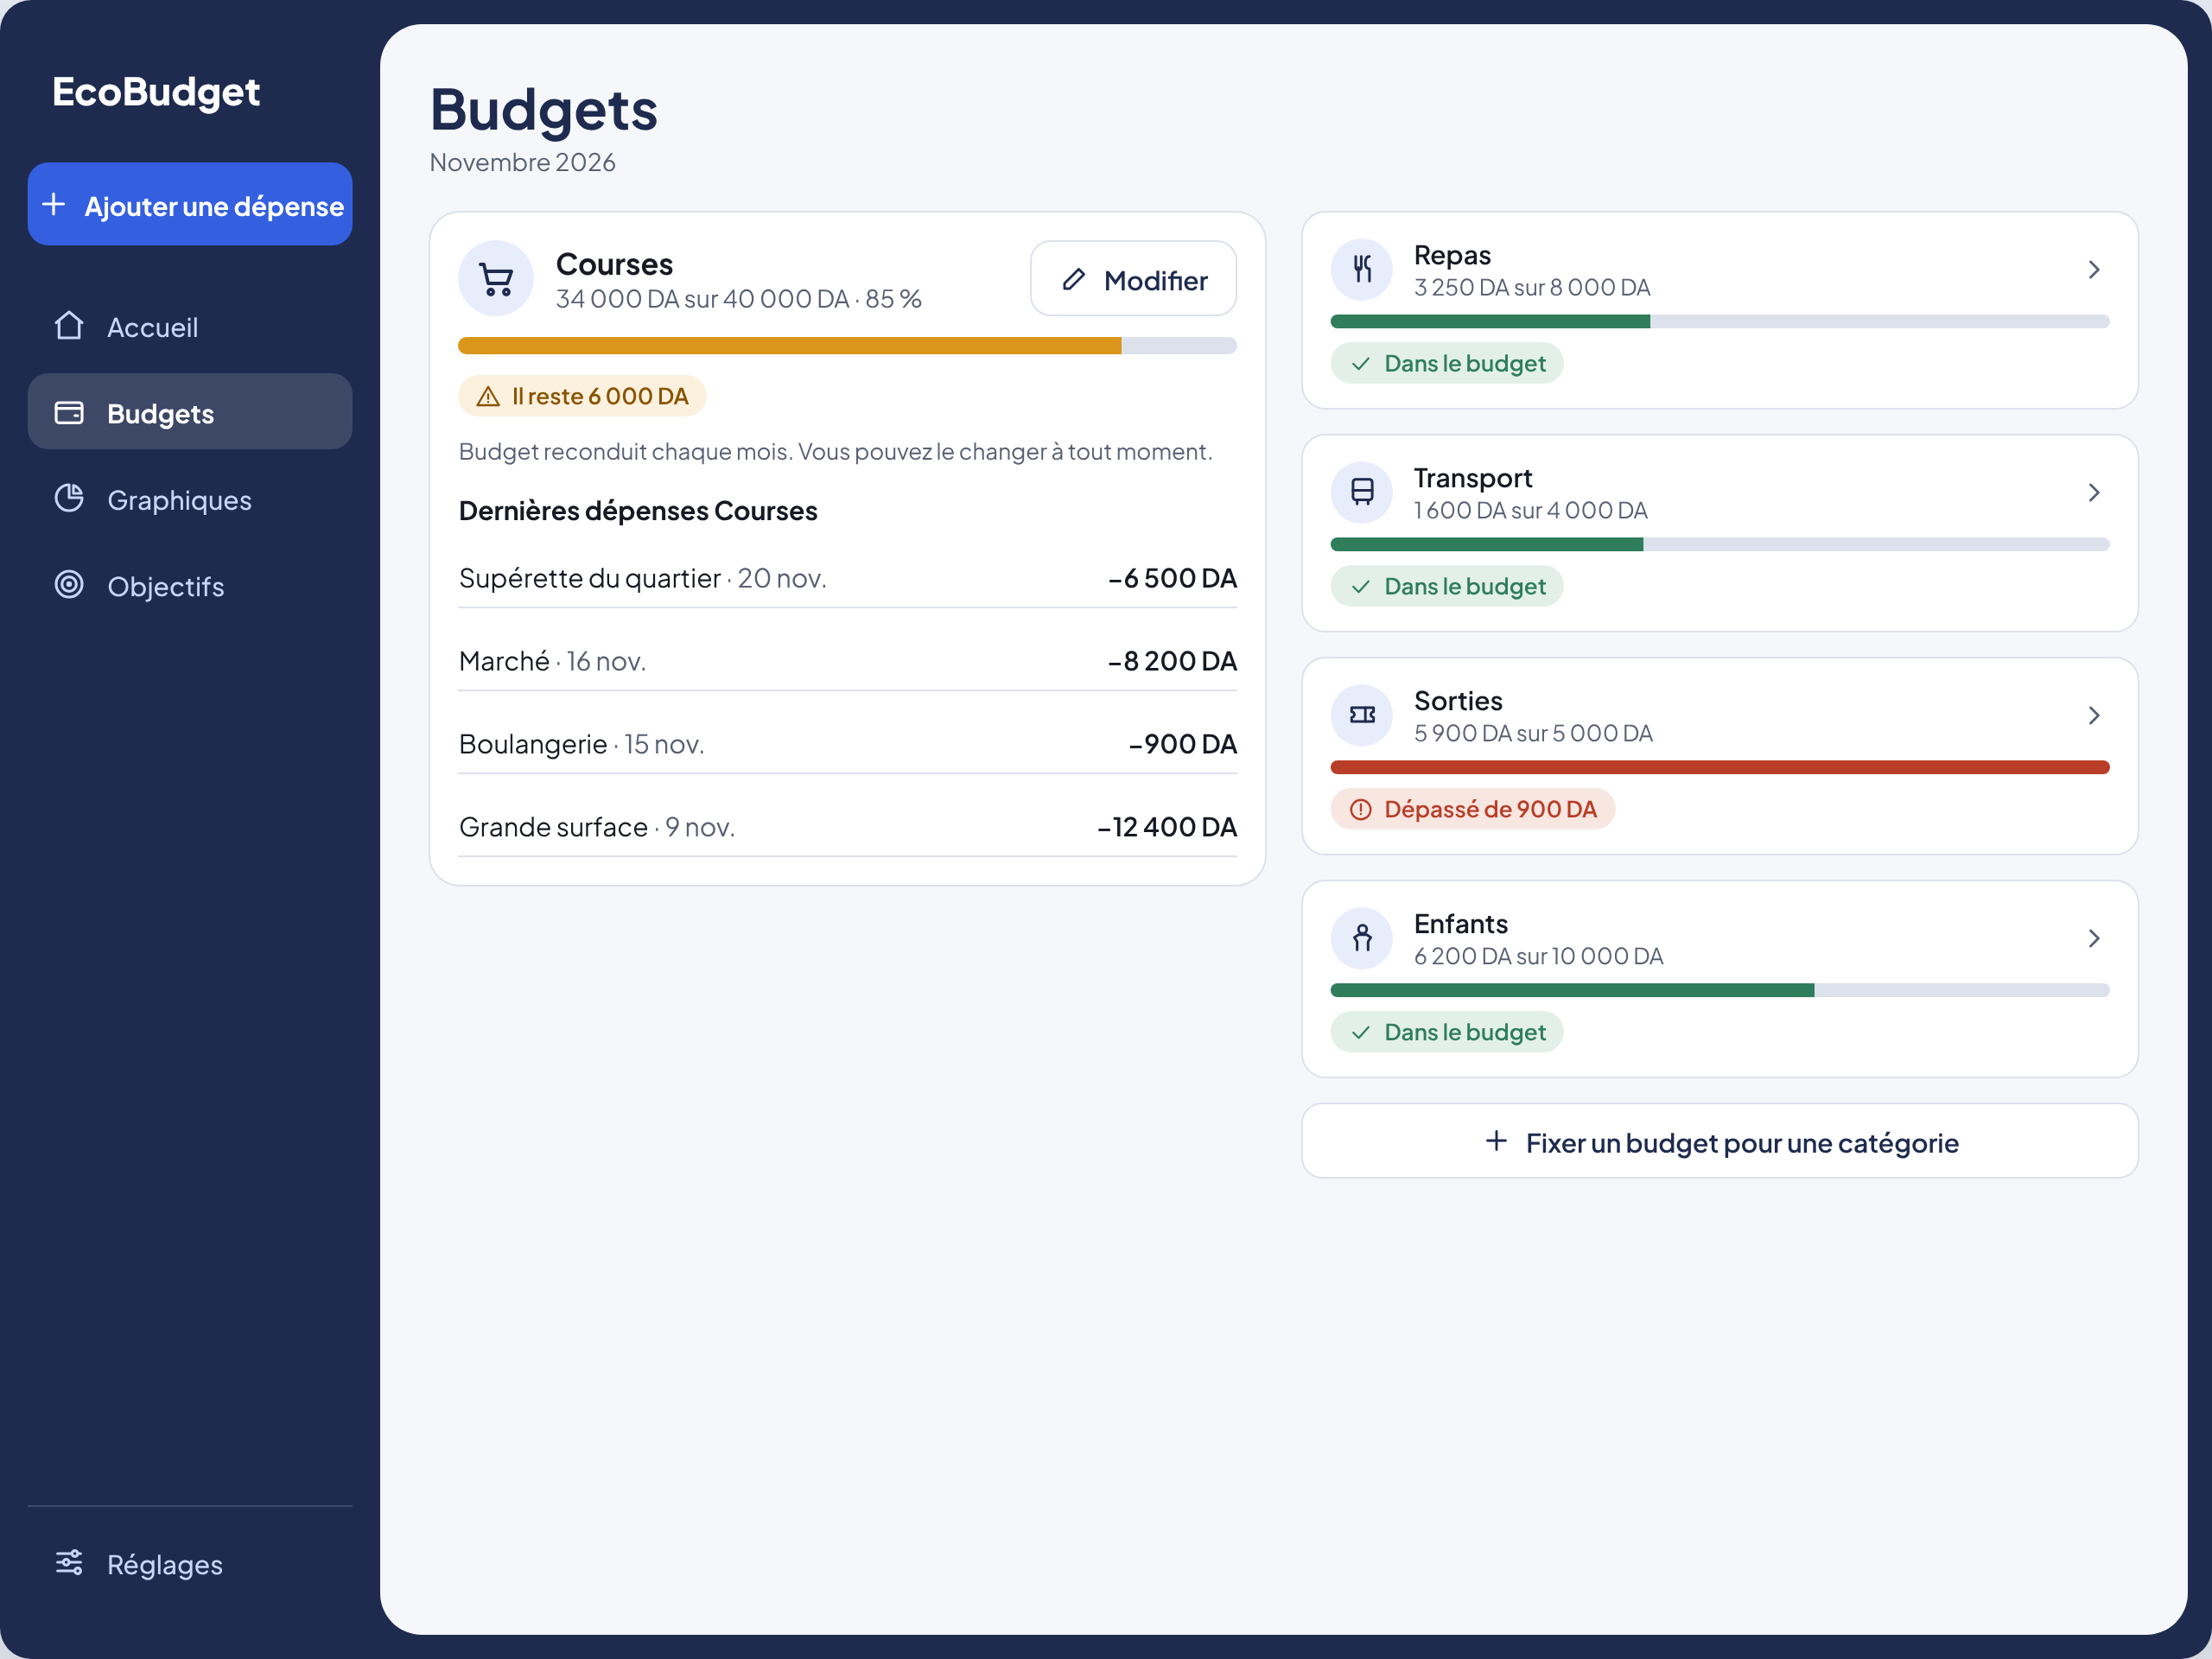 EcoBudget
Ajouter une dépense
Accueil
Budgets
Graphiques
Objectifs
Réglages
Budgets
Novembre 2026
Courses
34 000 DA sur 40 000 DA · 85 %
Modifier
Il reste 6 000 DA
Budget reconduit chaque mois. Vous pouvez le changer à tout moment.
Dernières dépenses Courses
Supérette du quartier · 20 nov. −6 500 DA
Marché · 16 nov. −8 200 DA
Boulangerie · 15 nov. −900 DA
Grande surface · 9 nov. −12 400 DA
Repas
3 250 DA sur 8 000 DA
Dans le budget
Transport
1 600 DA sur 4 000 DA
Dans le budget
Sorties
5 900 DA sur 5 000 DA
Dépassé de 900 DA
Enfants
6 200 DA sur 10 000 DA
Dans le budget
Fixer un budget pour une catégorie